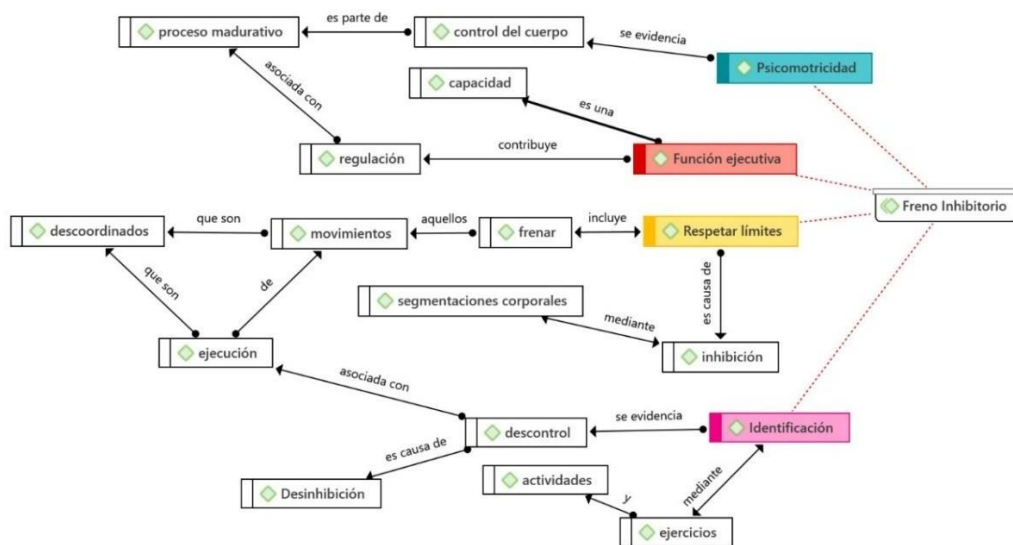 es parte de
proceso madurativo
control del cuerpo
se evidencia
Psicomotricidad
asociada con
capacidad
es una
regulación
contribuye
Función ejecutiva
Freno Inhibitorio
descoordinados
que son
movimientos
aquellos
frenar
incluye
Respetar límites
que son
de
segmentaciones corporales
es causa de
mediante
ejecución
inhibición
asociada con
se evidencia
Identificación
descontrol
es causa de
Desinhibición
actividades
y
mediante
ejercicios